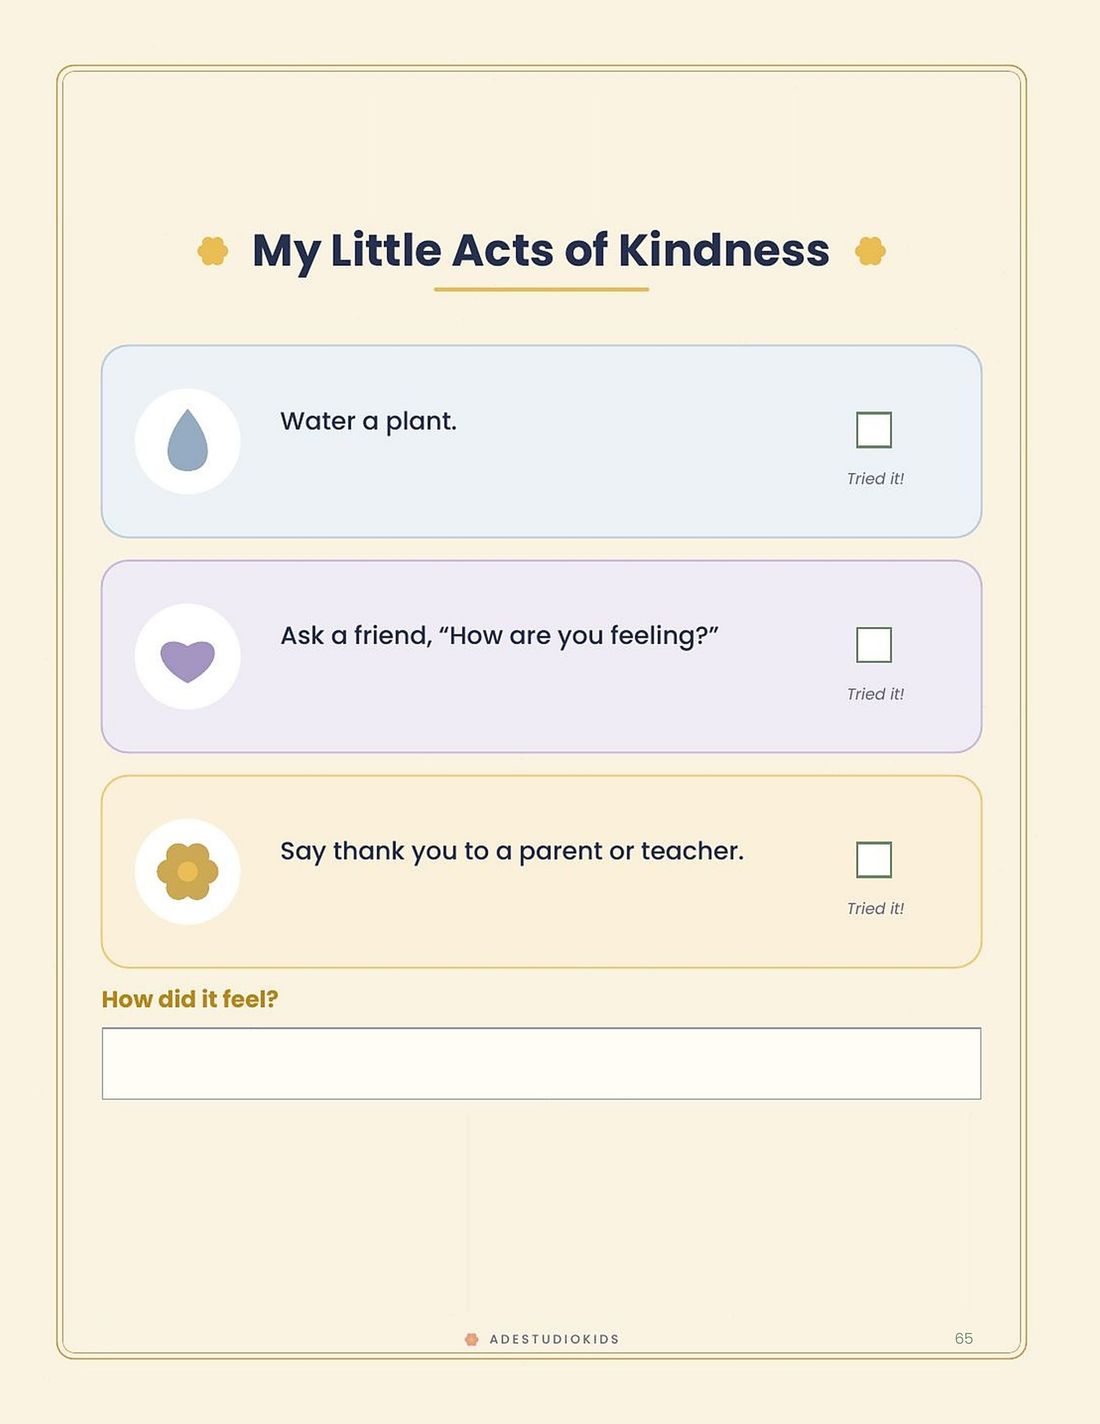 My Little Acts of Kindness
Water a plant.
Tried it!
Ask a friend, “How are you feeling?”
Tried it!
Say thank you to a parent or teacher.
Tried it!
How did it feel?
ADESTUDIOKIDS
65